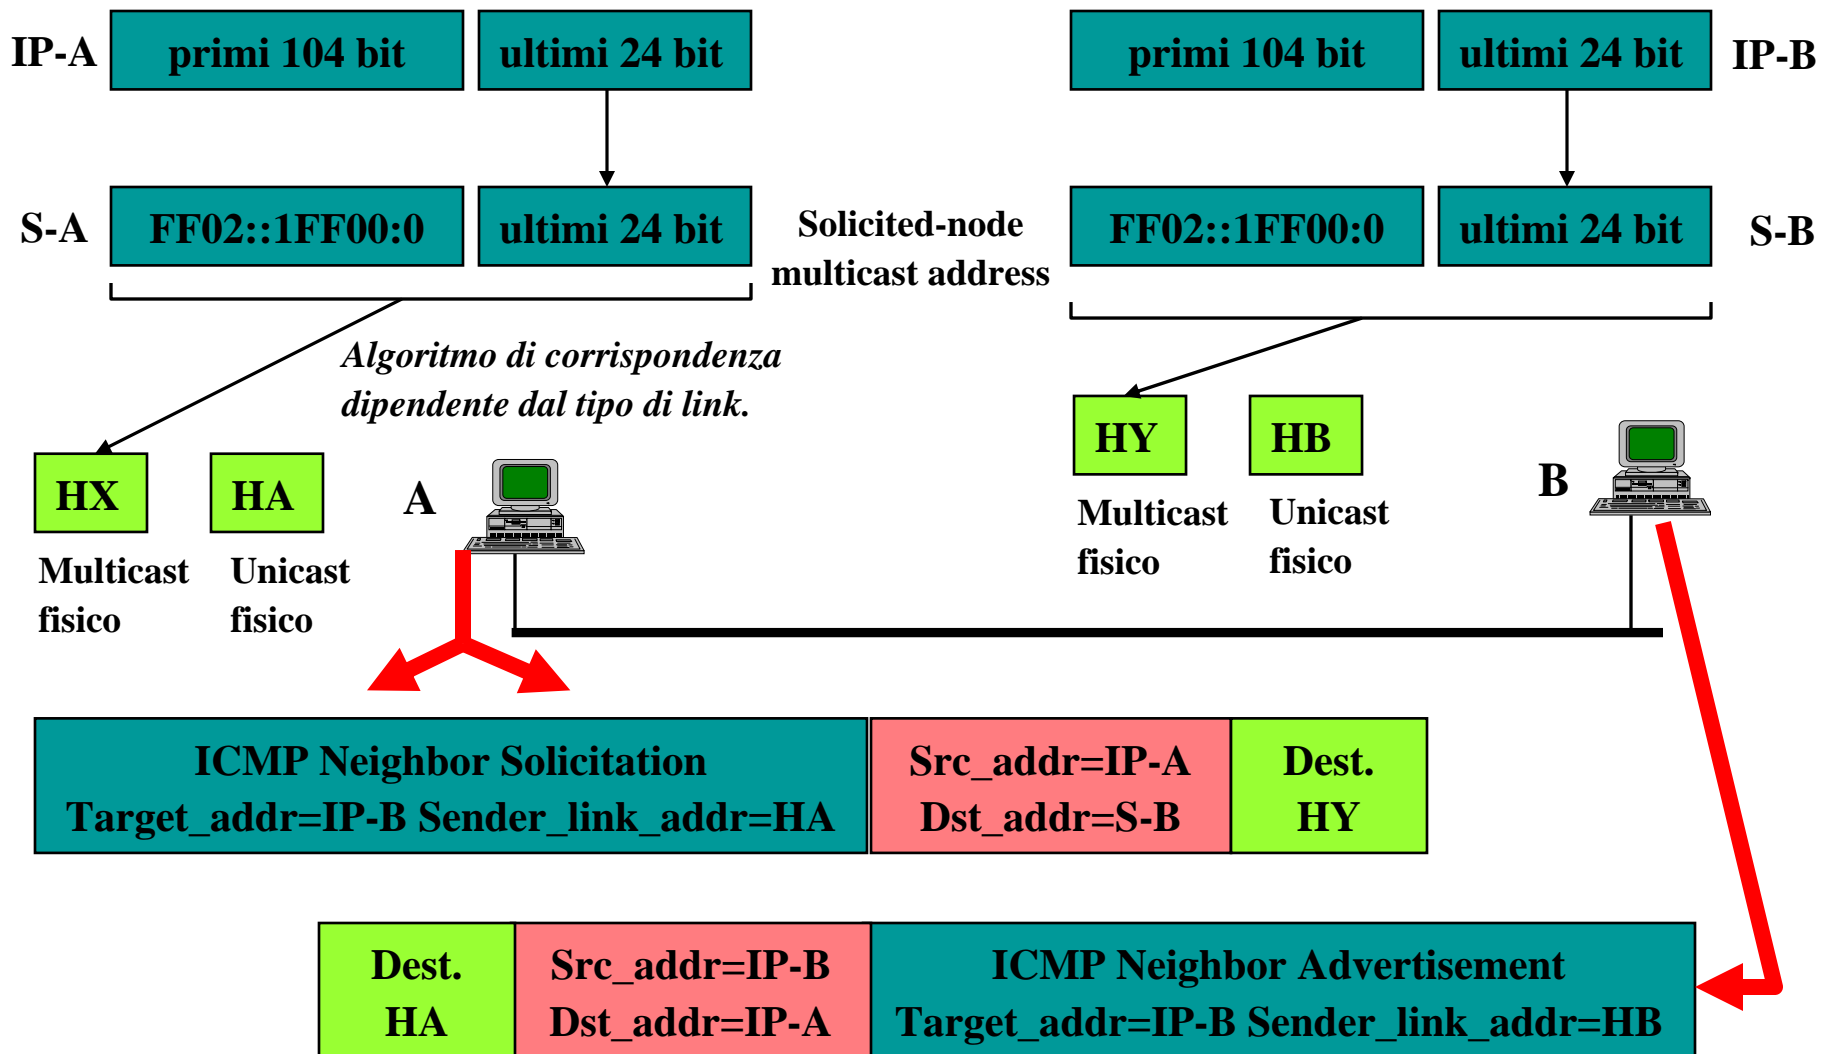 IP-A
primi 104 bit
ultimi 24 bit
primi 104 bit
ultimi 24 bit
IP-B
S-A
FF02::1FF00:0
ultimi 24 bit
Solicited-node
multicast address
FF02::1FF00:0
ultimi 24 bit
S-B
Algoritmo di corrispondenza
dipendente dal tipo di link.
HX
HA
A
HY
HB
B
Multicast
fisico
Unicast
fisico
Multicast
fisico
Unicast
fisico
ICMP Neighbor Solicitation
Target_addr=IP-B Sender_link_addr=HA
Src_addr=IP-A
Dst_addr=S-B
Dest.
HY
Dest.
HA
Src_addr=IP-B
Dst_addr=IP-A
ICMP Neighbor Advertisement
Target_addr=IP-B Sender_link_addr=HB